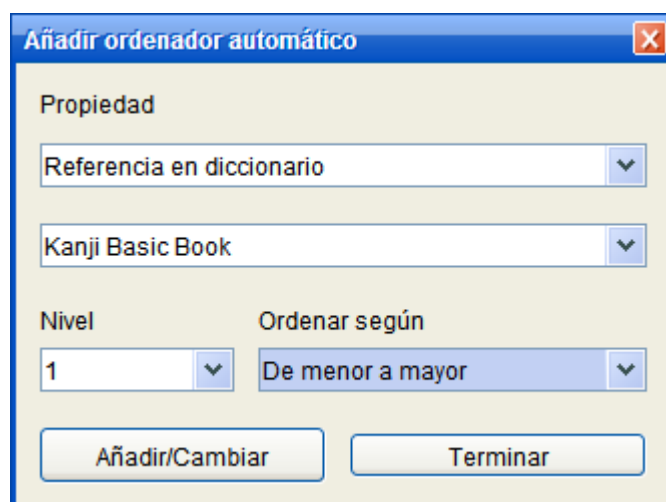 Añadir ordenador automático
Propiedad
Referencia en diccionario
Kanji Basic Book
Nivel Ordenar según
1 De menor a mayor
Añadir/Cambiar Terminar